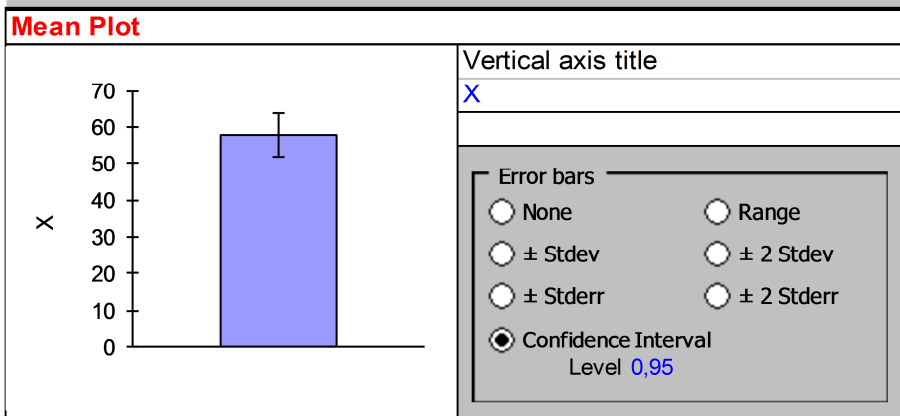 Mean Plot
Vertical axis title
X
70
60
50
40
30
20
10
0
X
Error bars
None
Range
± Stdev
± 2 Stdev
± Stderr
± 2 Stderr
Confidence Interval
Level 0,95